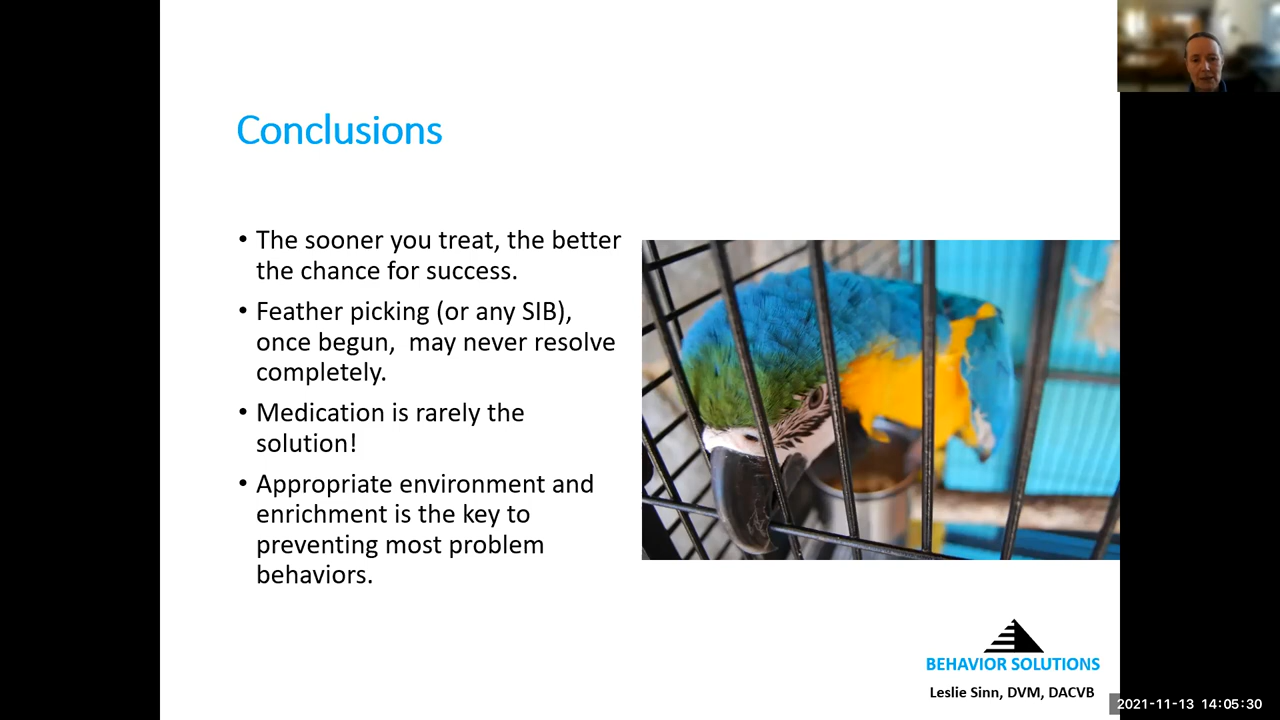 Conclusions
• The sooner you treat, the better
the chance for success.
• Feather picking (or any SIB),
once begun,  may never resolve
completely.
• Medication is rarely the
solution!
• Appropriate environment and
enrichment is the key to
preventing most problem
behaviors.
BEHAVIOR SOLUTIONS
Leslie Sinn, DVM, DACVB
2021-11-13 14:05:30